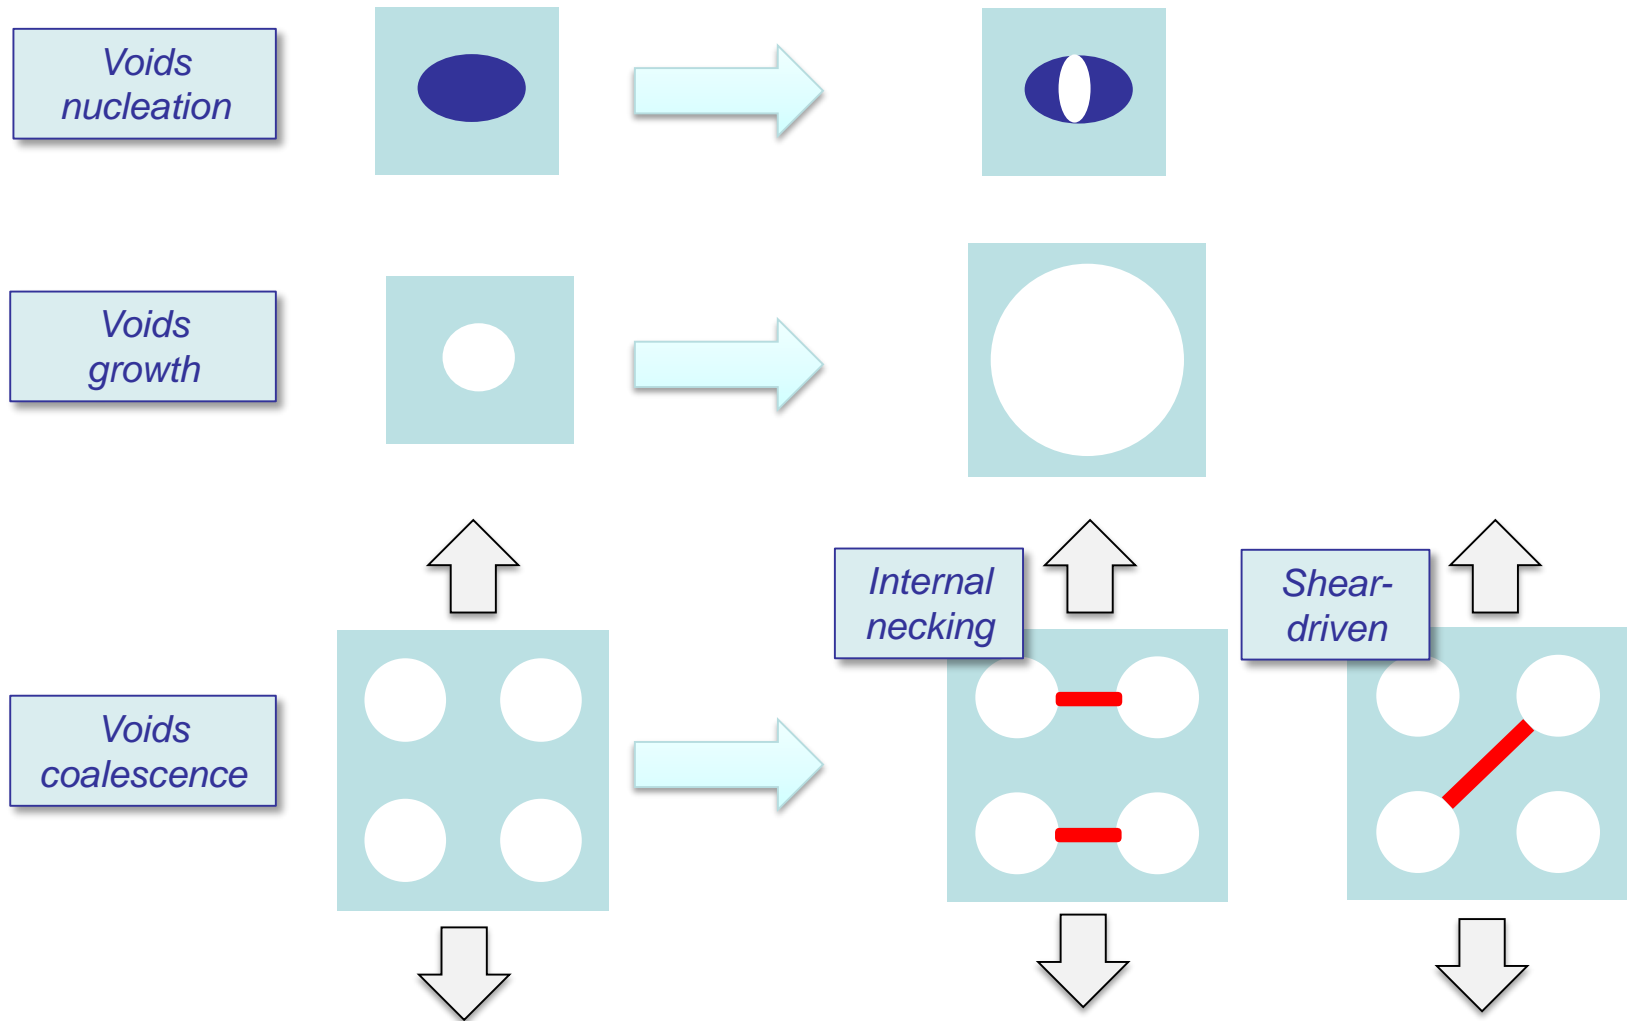 Voids
nucleation
Voids
growth
Internal
necking
Shear-
driven
Voids
coalescence